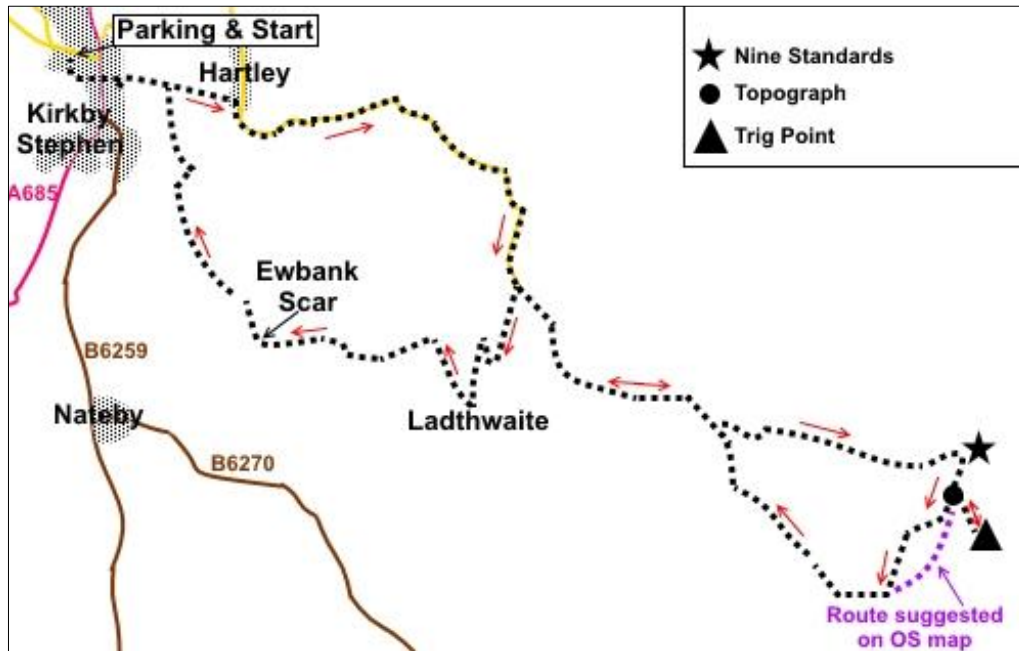 Parking & Start
Hartley
Kirkby
Stephen
A685
Nine Standards
Topograph
Trig Point
Ewbank
Scar
B6259
Nateby
Ladthwaite
B6270
Route suggested
on OS map